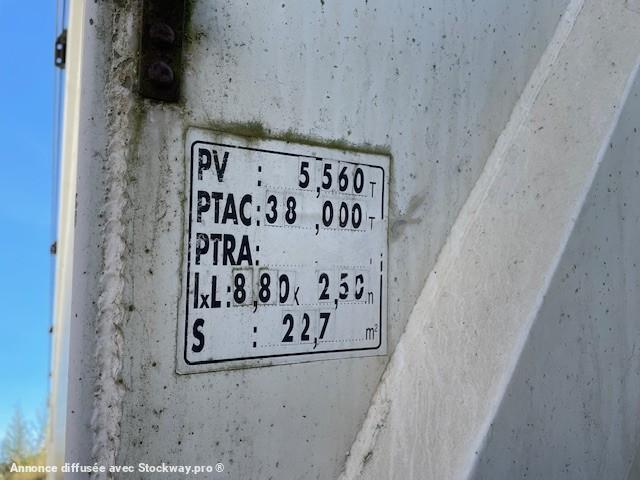 PV : 5,560 T
PTAC: 38 ,000 T
PTRA:
lxL: 8,80 x 2,50 m
S : 22,7 m²
Annonce diffusée avec Stockway.pro ®